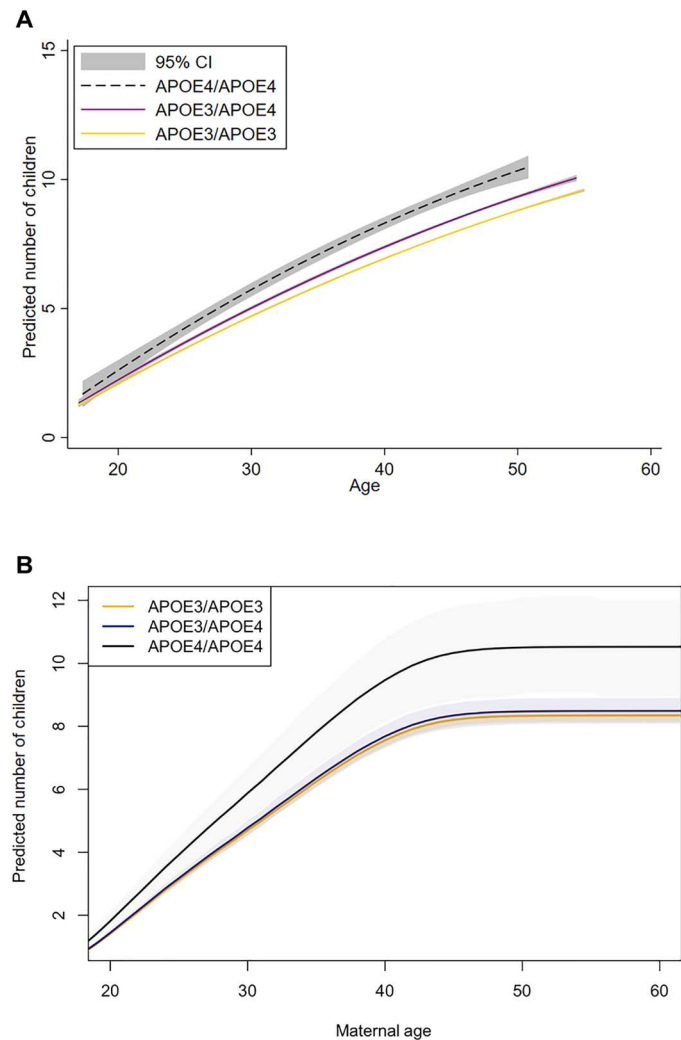 A
15
95% CI
APOE4/APOE4
APOE3/APOE4
APOE3/APOE3
10
5
0
Predicted number of children
20 30 40 50 60
Age
B
12
APOE3/APOE3
APOE3/APOE4
APOE4/APOE4
10
8
6
4
2
Predicted number of children
20 30 40 50 60
Maternal age